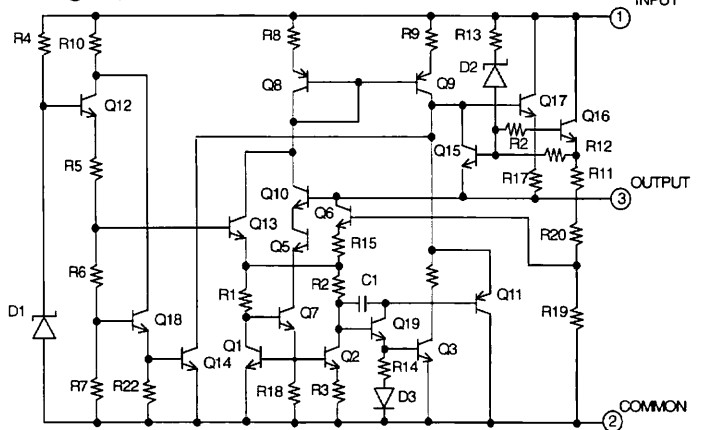 INPUT
1
R4
R10
R8
R9
R13
D2
Q12
Q8
Q9
Q17
Q16
R2
R12
Q15
R5
R17
R11
OUTPUT
3
Q10
Q6
Q13
Q5
R15
R20
R6
R1
R2
C1
Q11
D1
Q18
Q7
Q19
R19
Q14
Q1
Q2
R14
Q3
R7
R22
R18
R3
D3
COMMON
2